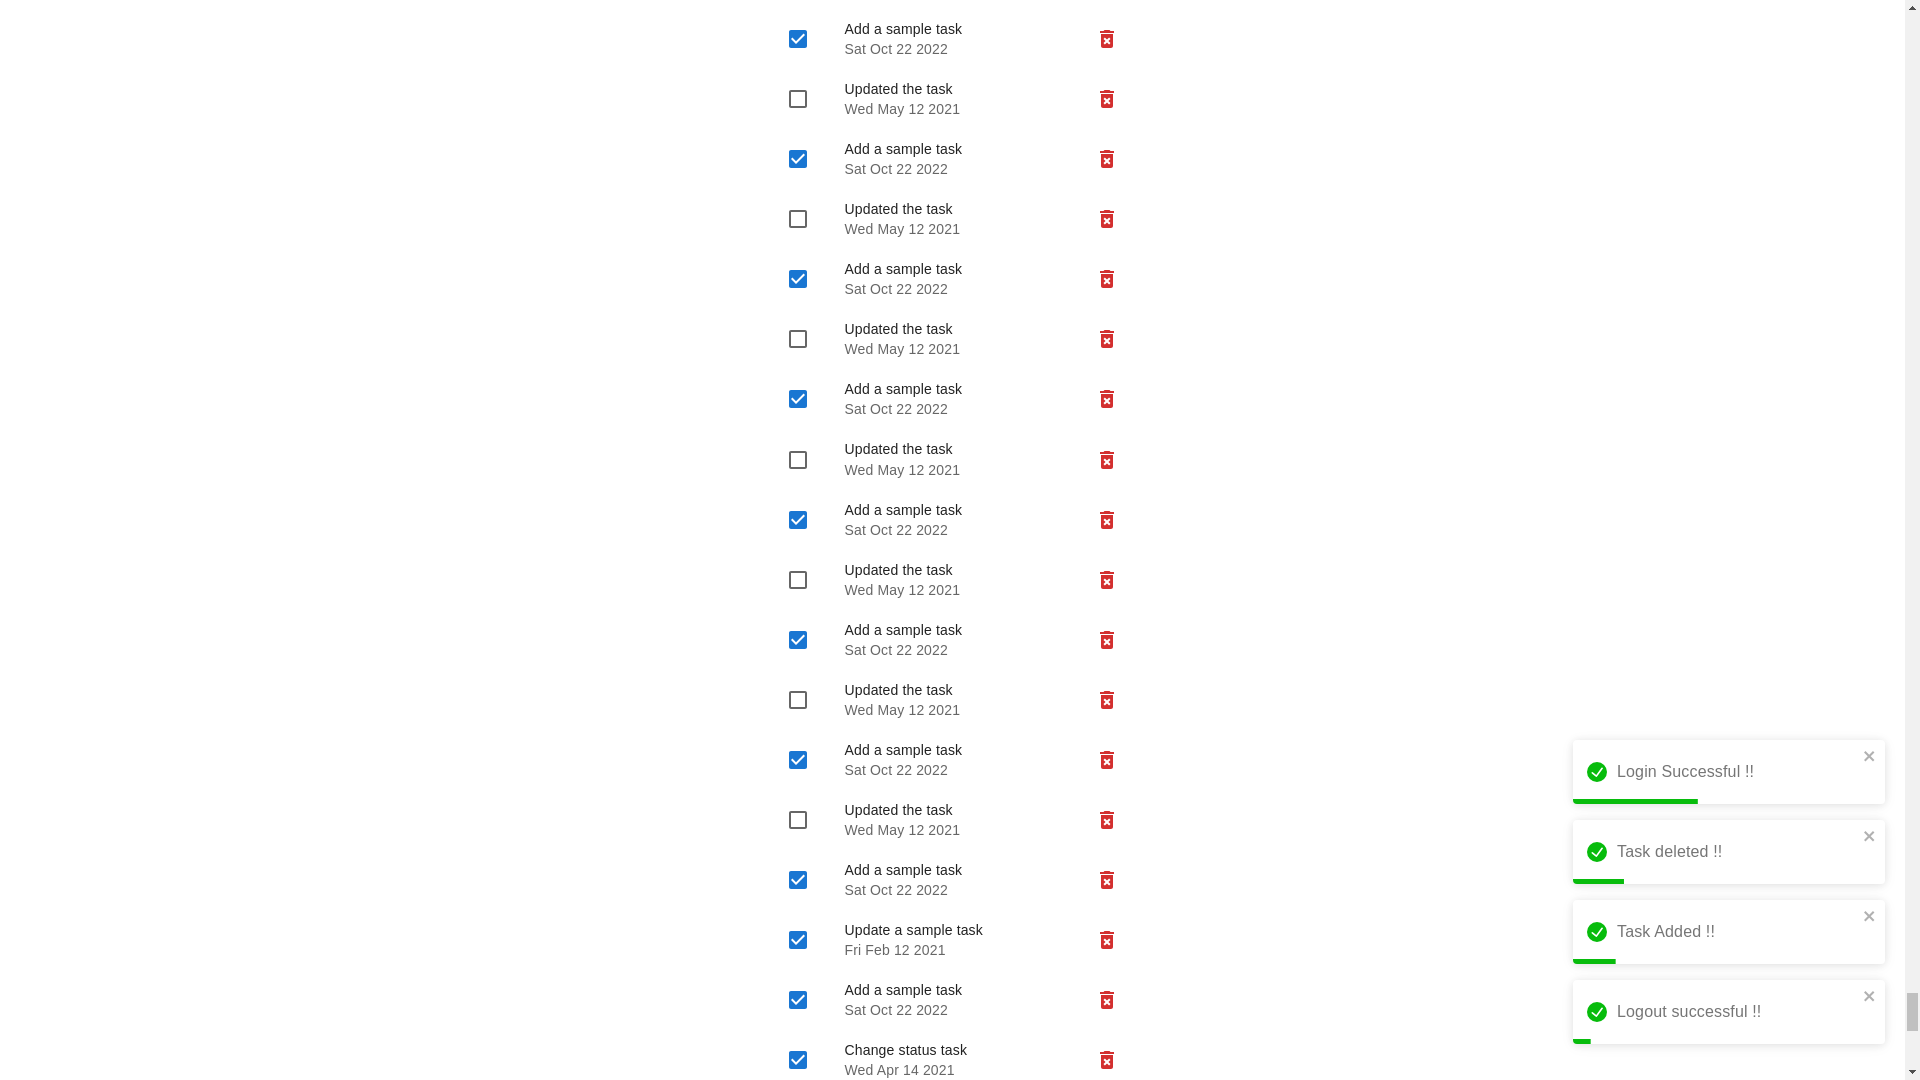 Add a sample task
Sat Oct 22 2022
Updated the task
Wed May 12 2021
Add a sample task
Sat Oct 22 2022
Updated the task
Wed May 12 2021
Add a sample task
Sat Oct 22 2022
Updated the task
Wed May 12 2021
Add a sample task
Sat Oct 22 2022
Updated the task
Wed May 12 2021
Add a sample task
Sat Oct 22 2022
Updated the task
Wed May 12 2021
Add a sample task
Sat Oct 22 2022
Updated the task
Wed May 12 2021
Add a sample task
Sat Oct 22 2022
Updated the task
Wed May 12 2021
Add a sample task
Sat Oct 22 2022
Update a sample task
Fri Feb 12 2021
Add a sample task
Sat Oct 22 2022
Change status task
Wed Apr 14 2021
Login Successful !!
Task deleted !!
Task Added !!
Logout successful !!